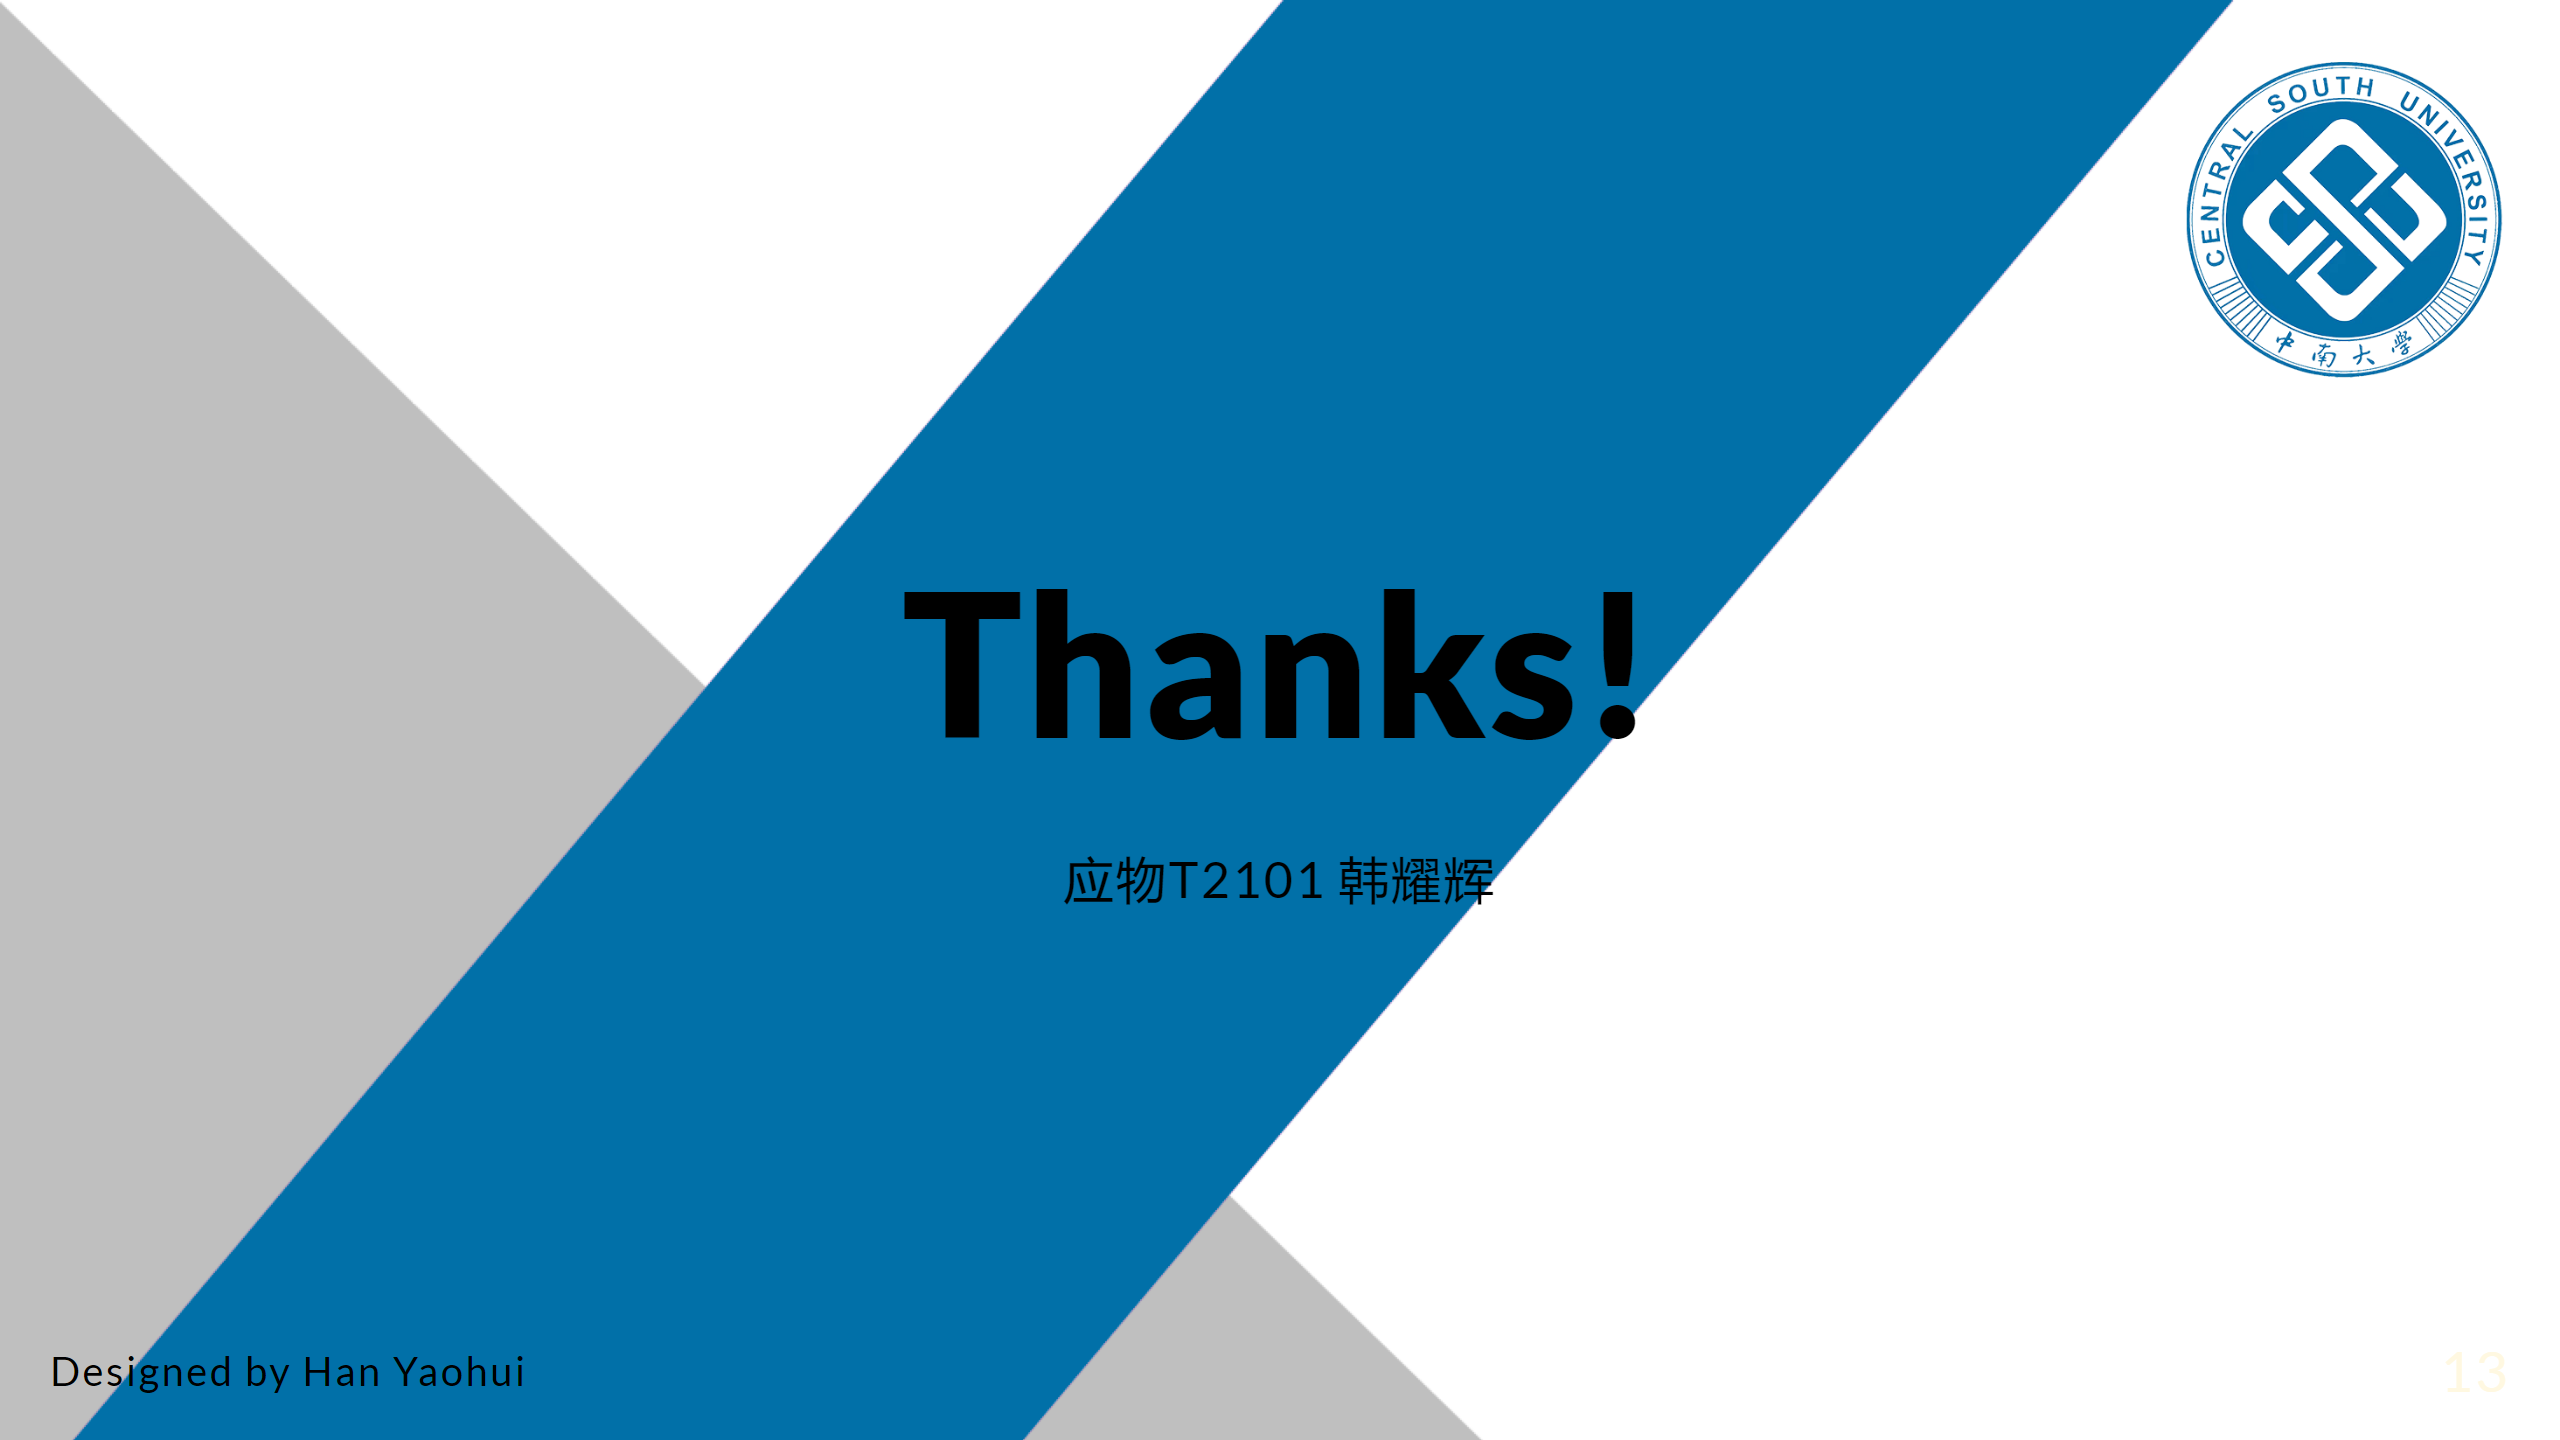 CENTRAL SOUTH UNIVERSITY
中南大学
Thanks!
应物T2101 韩耀辉
Designed by Han Yaohui
13